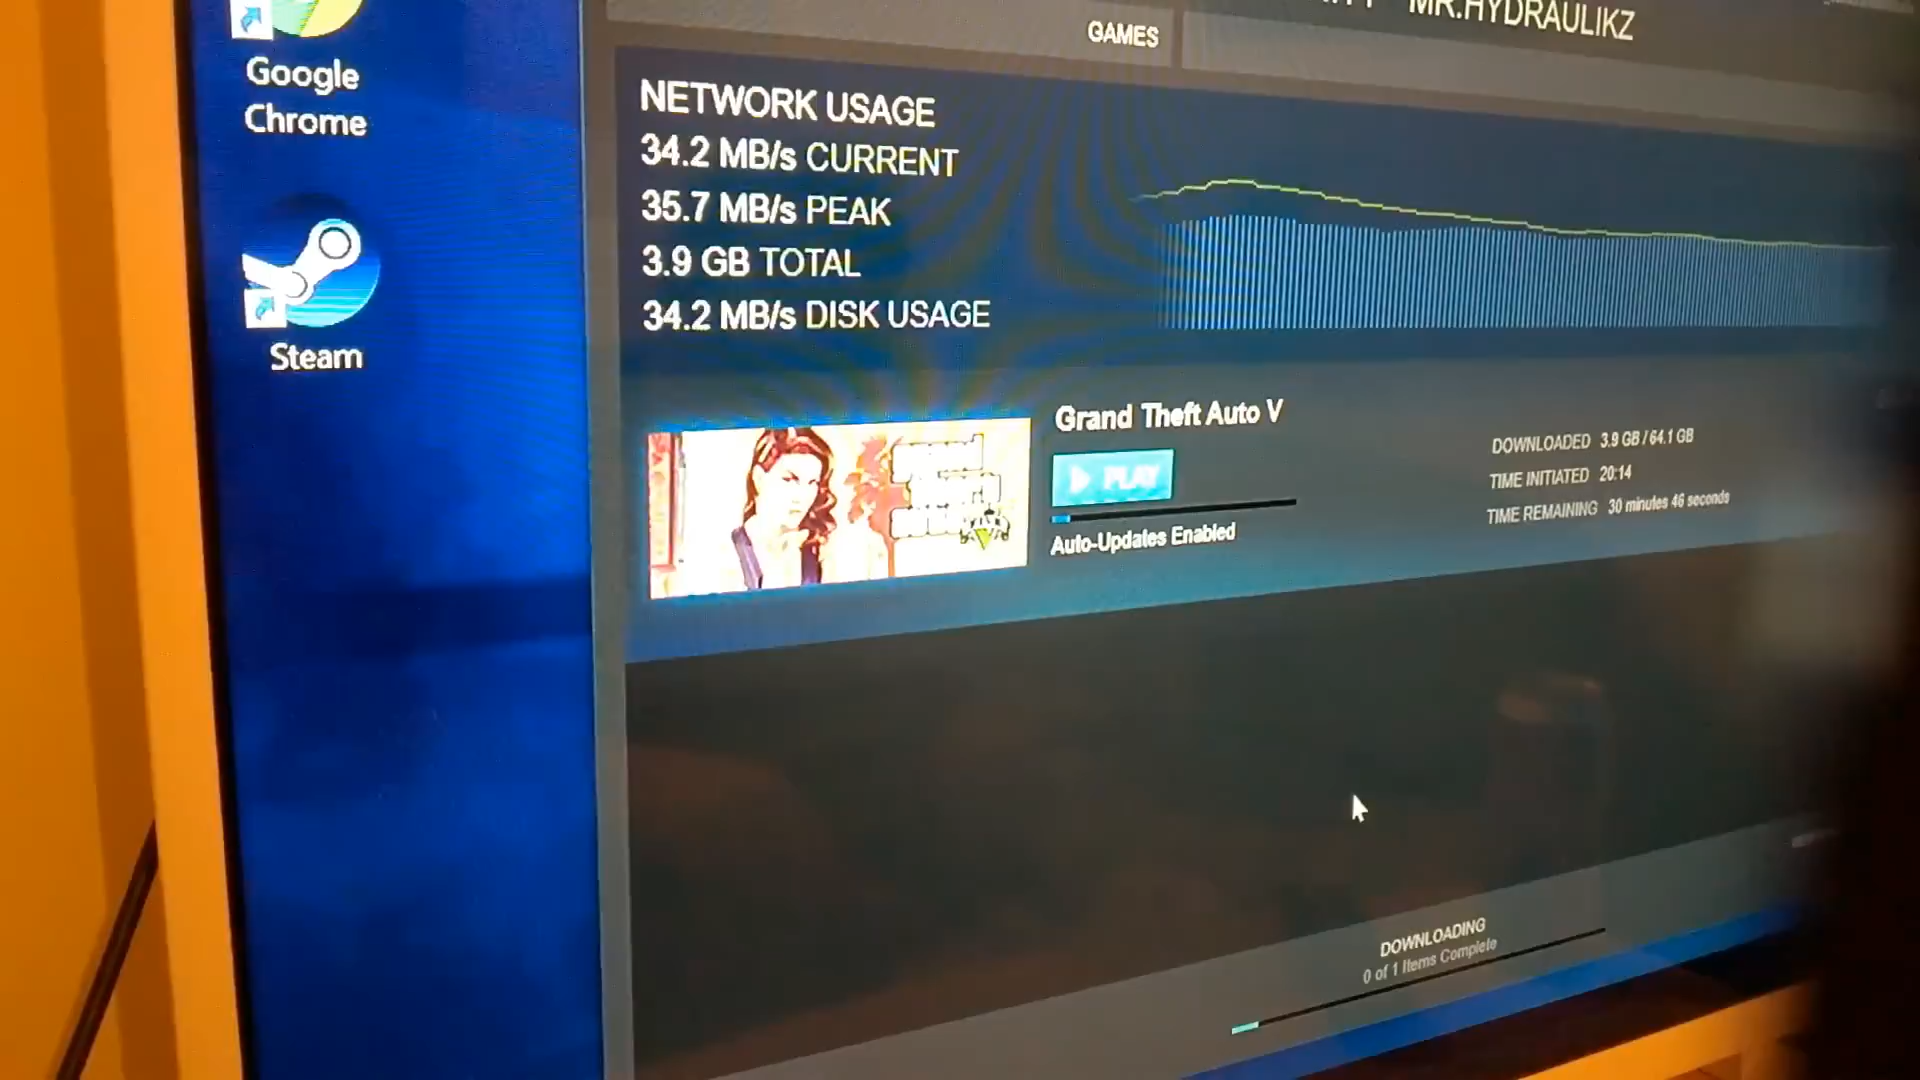 MR.HYDRAULIKZ
GAMES
Google
Chrome
Steam
NETWORK USAGE
34.2 MB/s CURRENT
35.7 MB/s PEAK
3.9 GB TOTAL
34.2 MB/s DISK USAGE
Grand Theft Auto V
PLAY
Auto-Updates Enabled
DOWNLOADED 3.9 GB / 64.1 GB
TIME INITIATED 20:14
TIME REMAINING 30 minutes 46 seconds
DOWNLOADING
0 of 1 Items Complete